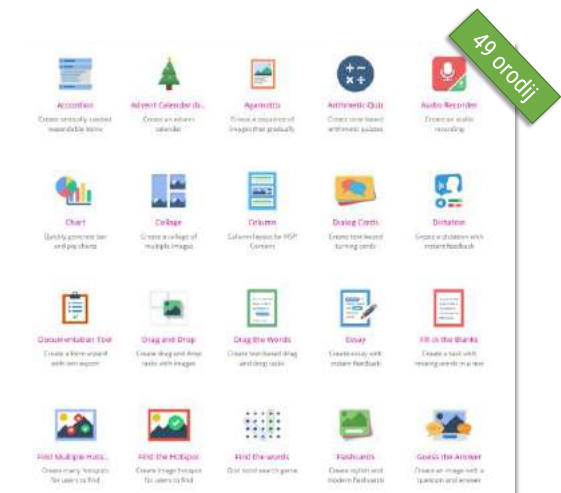 49 orodij
Accordion
Create vertically stacked
expandable items
Advent Calendar (b...
Create an advent
calendar
Agamotto
Create a sequence of
images that gradually
Arithmetic Quiz
Create time-based
arithmetic quizzes
Audio Recorder
Create an audio
recording
Chart
Quickly generate bar
and pie charts
Collage
Create a collage of
multiple images
Column
Column layout for H5P
Content
Dialog Cards
Create text-based
turning cards
Dictation
Create a dictation with
instant feedback
Documentation Tool
Create a form wizard
with text export
Drag and Drop
Create drag and drop
tasks with images
Drag the Words
Create text-based drag
and drop tasks
Essay
Create essay with
instant feedback
Fill in the Blanks
Create a task with
missing words in a text
Find Multiple Hots...
Create many hotspots
for users to find
Find the Hotspot
Create image hotspot
for users to find
Find the words
Grid word search game
Flashcards
Create stylish and
modern flashcards
Guess the Answer
Create an image with a
question and answer